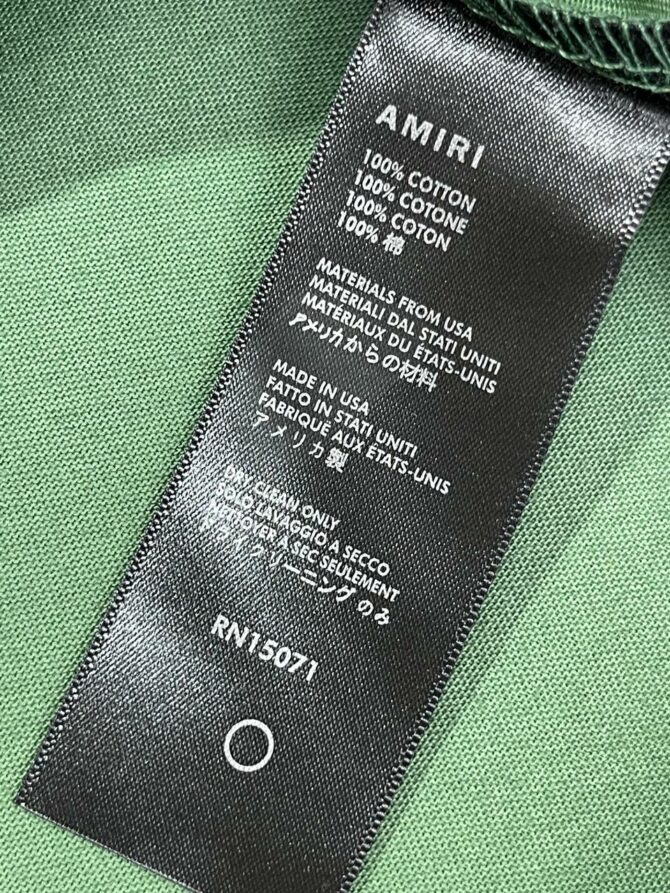 AMIRI
100% COTTON
100% COTONE
100% COTON
100% 棉
MATERIALS FROM USA
MATERIALI DAL STATI UNITI
MATÉRIAUX DU ÉTATS-UNIS
アメリカからの材料
MADE IN USA
FATTO IN STATI UNITI
FABRIQUÉ AUX ÉTATS-UNIS
アメリカ製
DRY CLEAN ONLY
SOLO LAVAGGIO A SECCO
NETTOYER À SEC SEULEMENT
ドライクリーニングのみ
RN15071